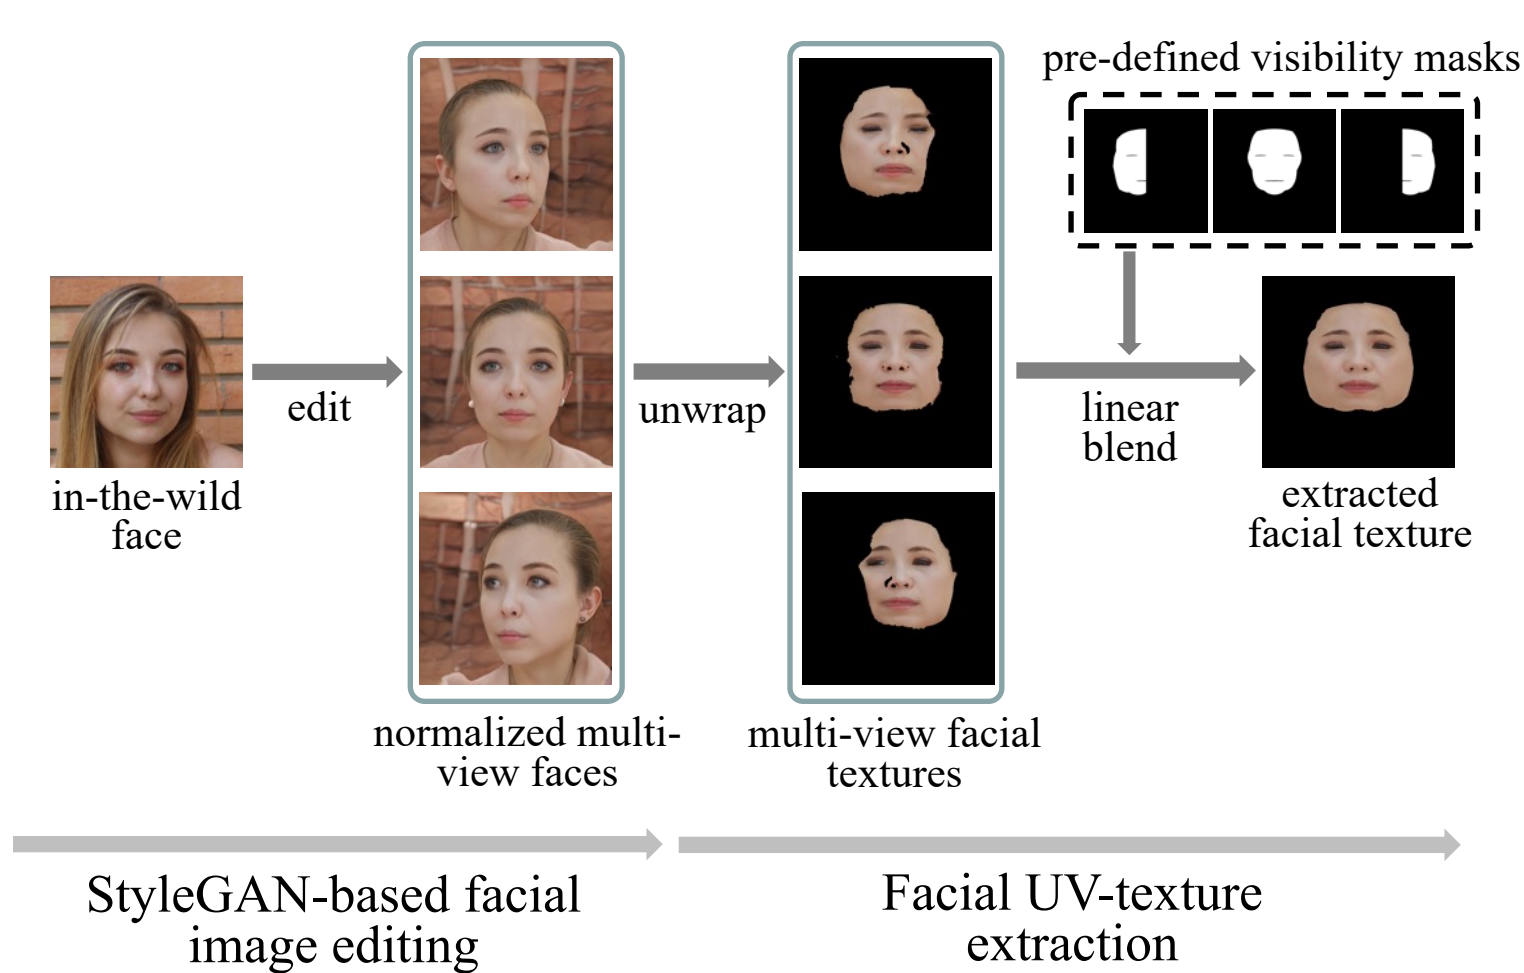 pre-defined visibility masks
edit
unwrap
linear
blend
in-the-wild
face
extracted
facial texture
normalized multi-
view faces
multi-view facial
textures
StyleGAN-based facial
image editing
Facial UV-texture
extraction